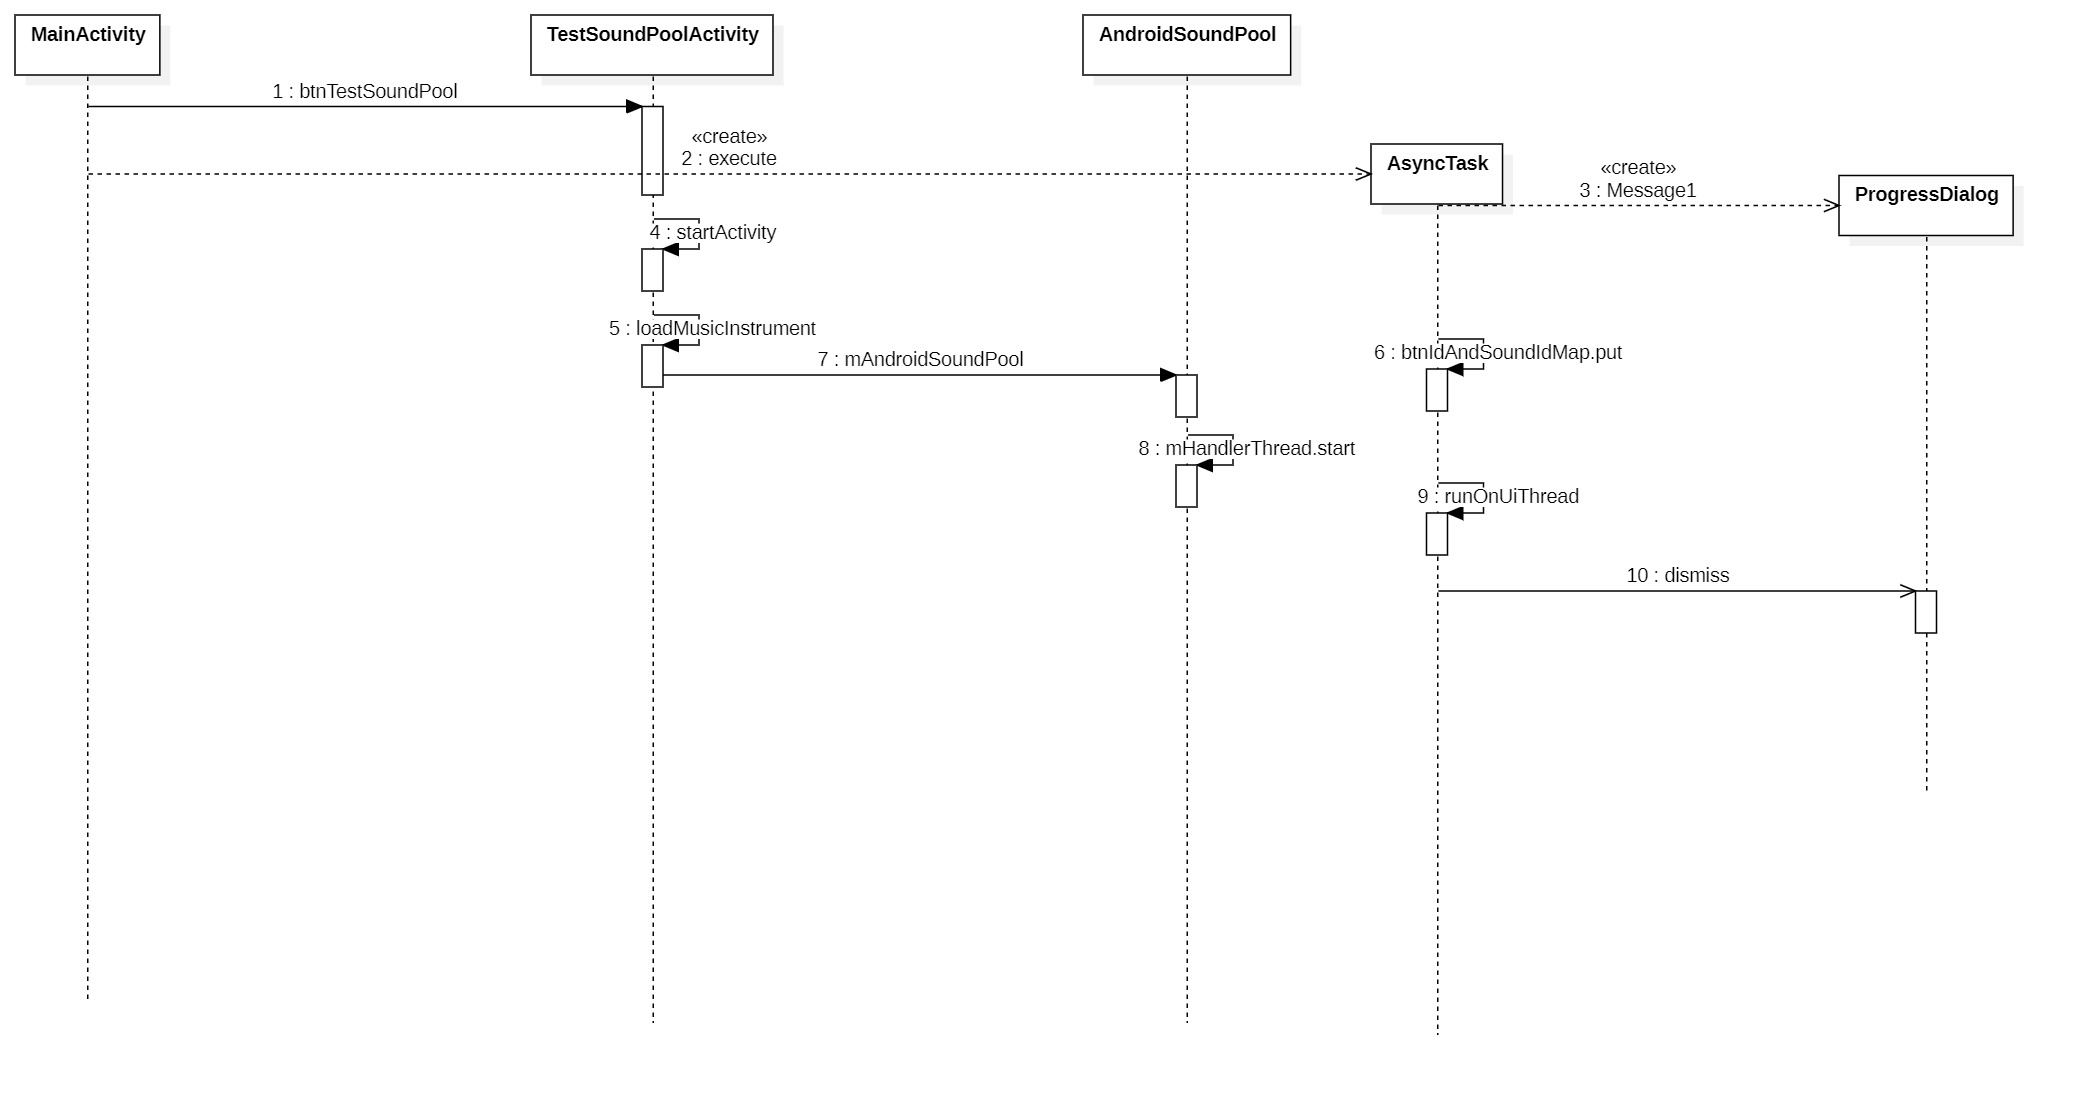 MainActivity
TestSoundPoolActivity
AndroidSoundPool
1 : btnTestSoundPool
«create»
2 : execute
AsyncTask
«create»
3 : Message1
ProgressDialog
4 : startActivity
5 : loadMusicInstrument
6 : btnIdAndSoundIdMap.put
7 : mAndroidSoundPool
8 : mHandlerThread.start
9 : runOnUiThread
10 : dismiss